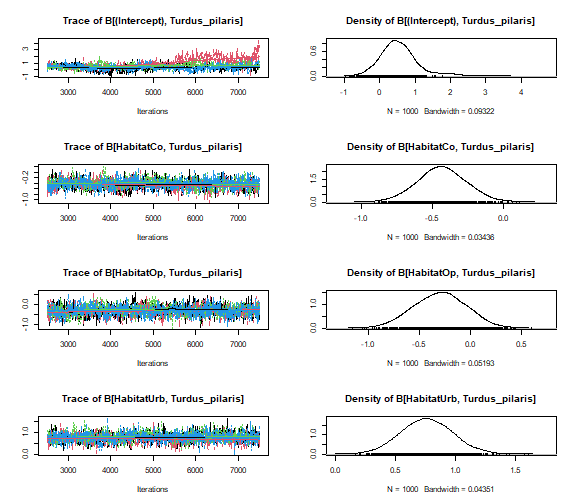 Trace of B[(Intercept), Turdus_pilaris]
3
1
−1
3000 4000 5000 6000 7000
Iterations
Density of B[(Intercept), Turdus_pilaris]
0.6
0.0
-1 0 1 2 3 4
N = 1000 Bandwidth = 0.09322
Trace of B[HabitatCo, Turdus_pilaris]
−0.2
−1.0
3000 4000 5000 6000 7000
Iterations
Density of B[HabitatCo, Turdus_pilaris]
1.5
0.0
-1.0 -0.5 0.0
N = 1000 Bandwidth = 0.03436
Trace of B[HabitatOp, Turdus_pilaris]
0.0
−1.0
3000 4000 5000 6000 7000
Iterations
Density of B[HabitatOp, Turdus_pilaris]
1.0
0.0
-1.0 -0.5 0.0 0.5
N = 1000 Bandwidth = 0.05193
Trace of B[HabitatUrb, Turdus_pilaris]
1.0
0.0
3000 4000 5000 6000 7000
Iterations
Density of B[HabitatUrb, Turdus_pilaris]
1.0
0.0
0.0 0.5 1.0 1.5
N = 1000 Bandwidth = 0.04351